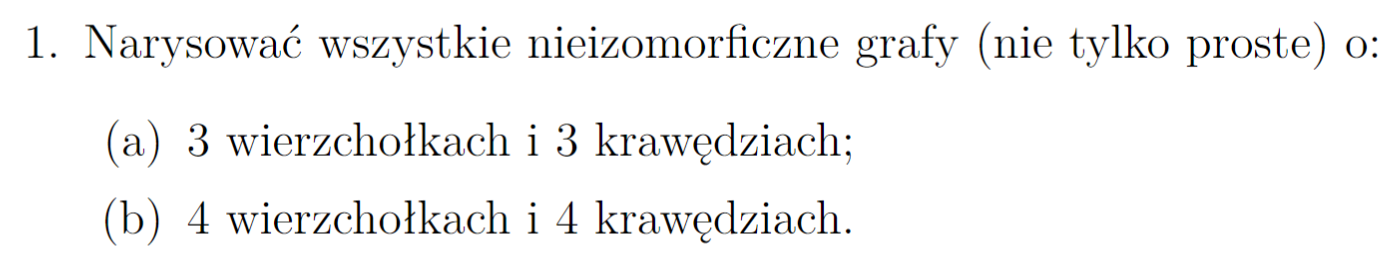 1. Narysować wszystkie nieizomorficzne grafy (nie tylko proste) o:
(a) 3 wierzchołkach i 3 krawędziach;
(b) 4 wierzchołkach i 4 krawędziach.